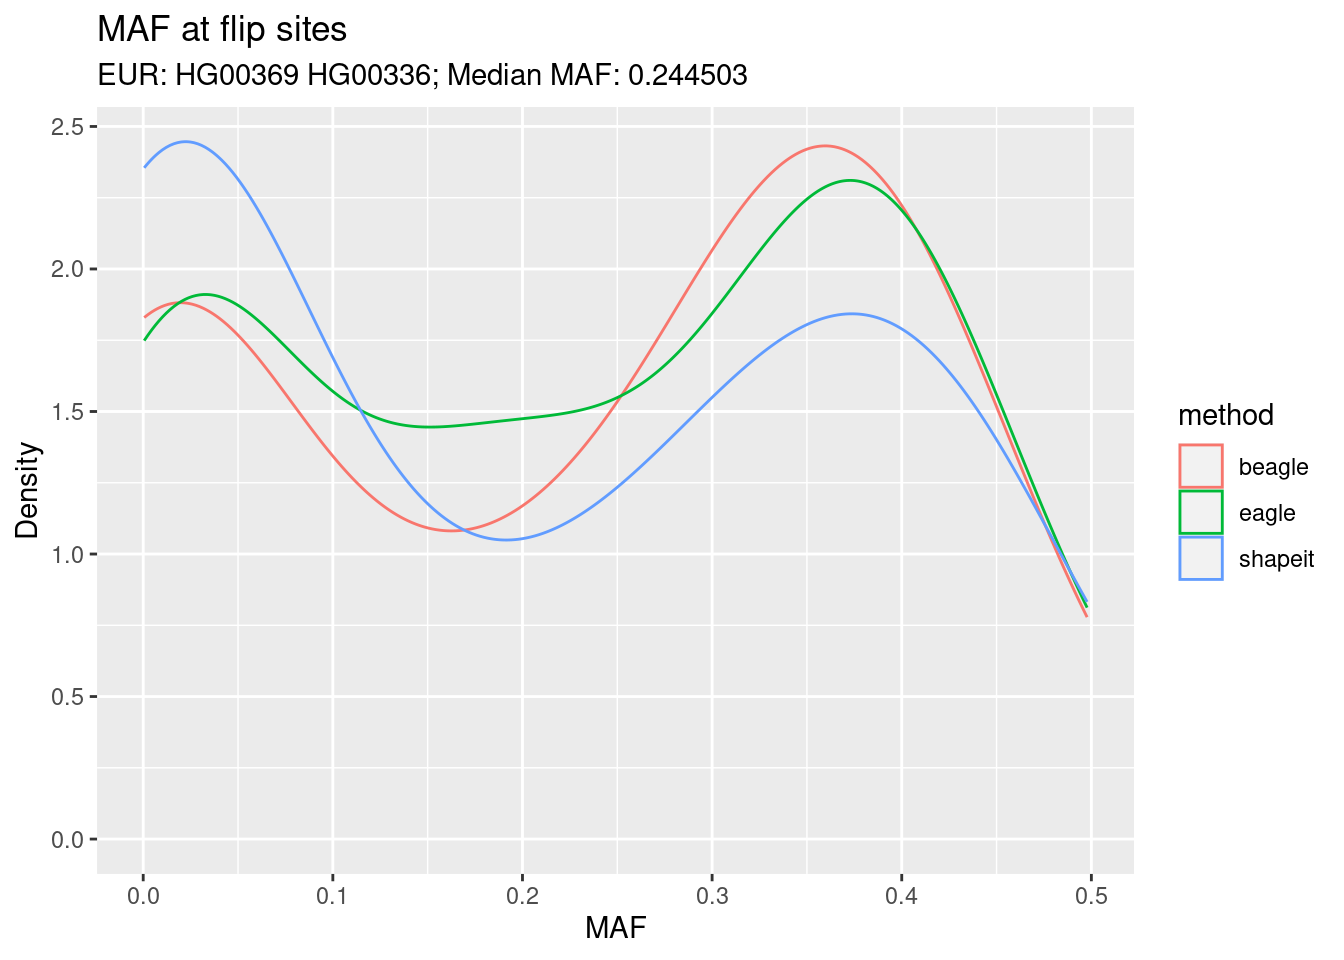 MAF at flip sites
EUR: HG00369 HG00336; Median MAF: 0.244503
Density
2.5
2.0
1.5
1.0
0.5
0.0
0.0 0.1 0.2 0.3 0.4 0.5
MAF
method
beagle
eagle
shapeit